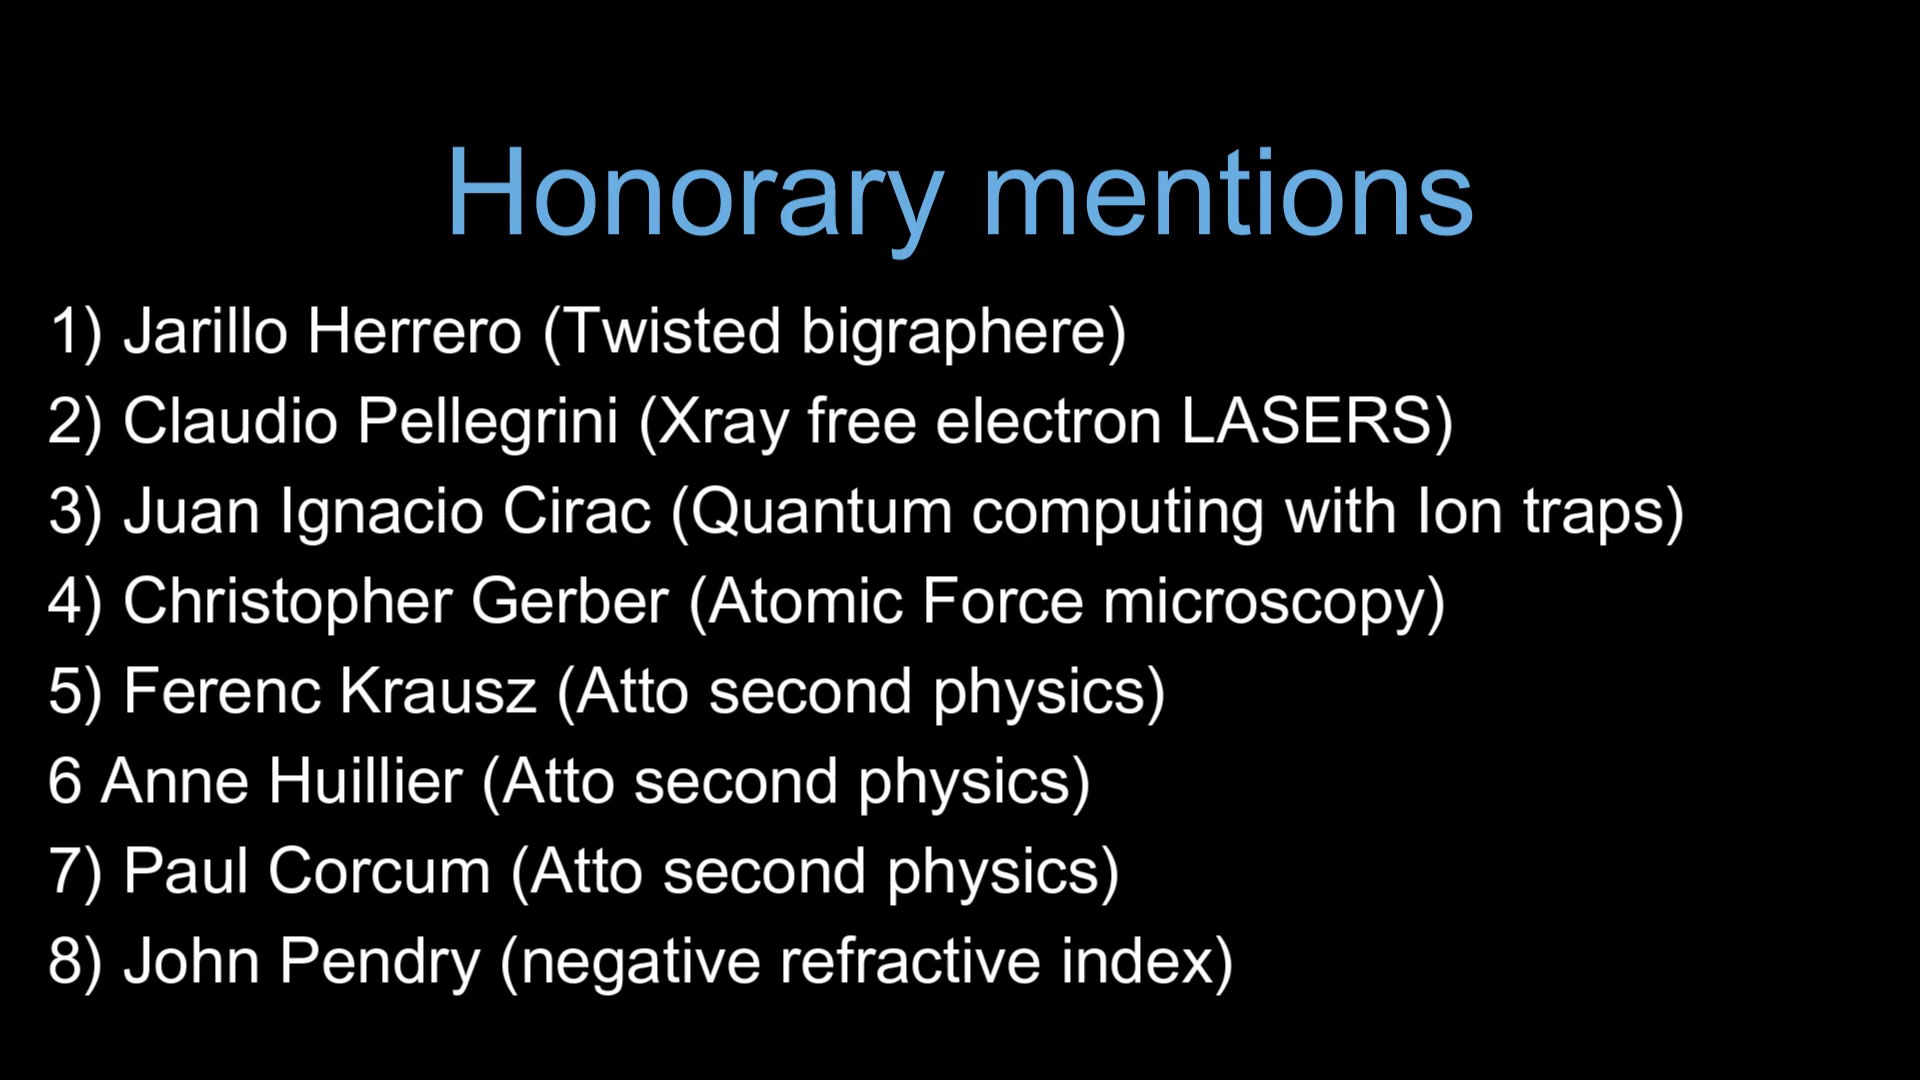 Honorary mentions
1) Jarillo Herrero (Twisted bigraphere)
2) Claudio Pellegrini (Xray free electron LASERS)
3) Juan Ignacio Cirac (Quantum computing with Ion traps)
4) Christopher Gerber (Atomic Force microscopy)
5) Ferenc Krausz (Atto second physics)
6 Anne Huillier (Atto second physics)
7) Paul Corcum (Atto second physics)
8) John Pendry (negative refractive index)